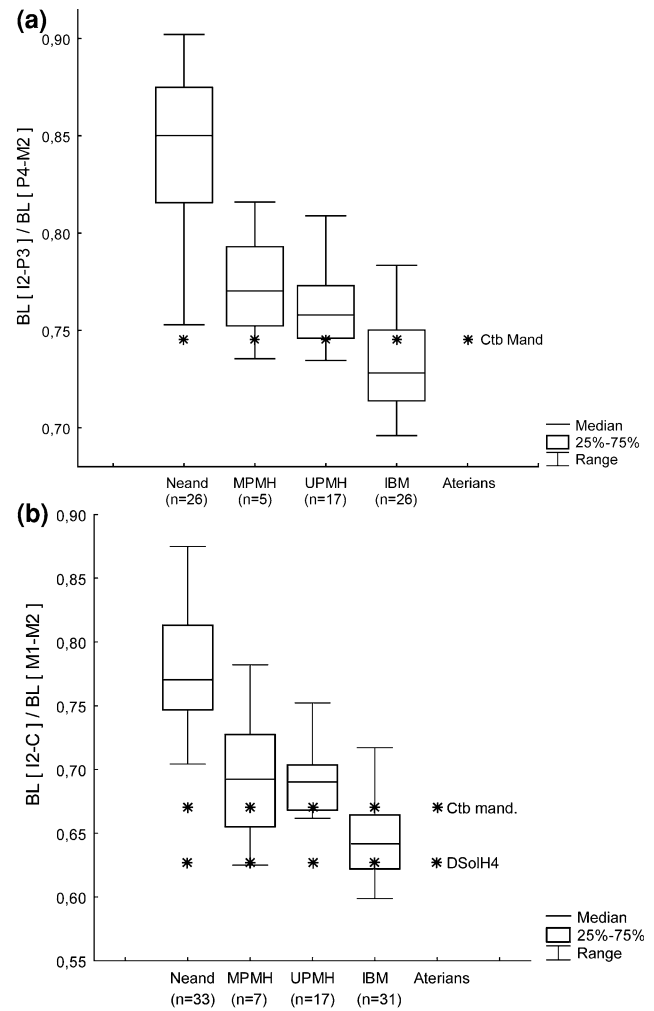 (a)
0,90
0,85
0,80
0,75
0,70
BL [ I2-P3 ] / BL [ P4-M2 ]
Ctb Mand
Median
25%-75%
Range
Neand MPMH UPMH IBM Aterians
(n=26) (n=5) (n=17) (n=26)
(b)
0,90
0,85
0,80
0,75
0,70
0,65
0,60
0,55
BL [ I2-C ] / BL [ M1-M2 ]
Ctb mand.
DSolH4
Median
25%-75%
Range
Neand MPMH UPMH IBM Aterians
(n=33) (n=7) (n=17) (n=31)